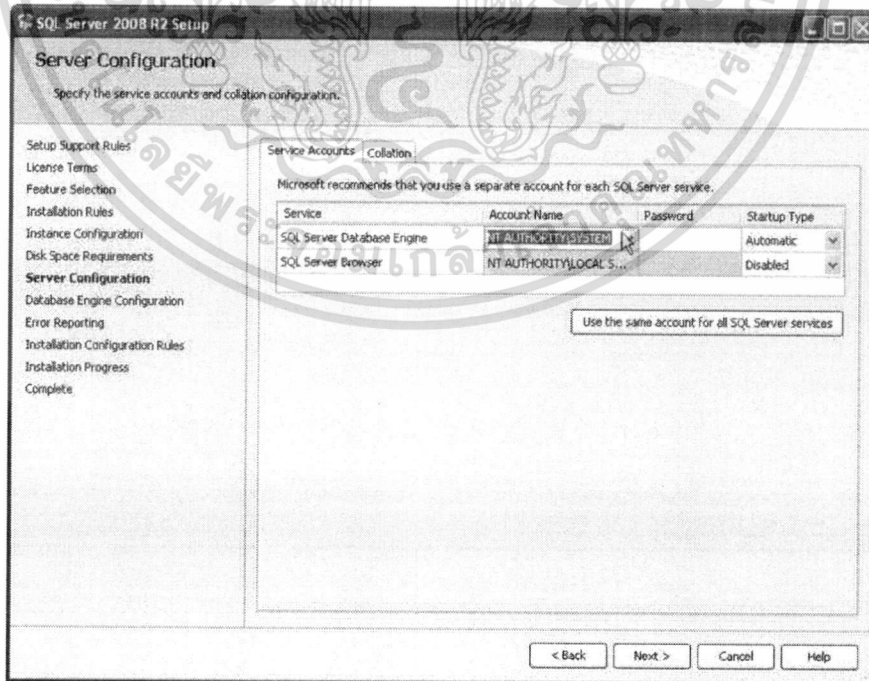 SQL Server 2008 R2 Setup
Server Configuration
Specify the service accounts and collation configuration.
Setup Support Rules
License Terms
Feature Selection
Installation Rules
Instance Configuration
Disk Space Requirements
Server Configuration
Database Engine Configuration
Error Reporting
Installation Configuration Rules
Installation Progress
Complete
Service Accounts Collation
Microsoft recommends that you use a separate account for each SQL Server service.
Service Account Name Password Startup Type
SQL Server Database Engine NT AUTHORITY\SYSTEM Automatic
SQL Server Browser NT AUTHORITY\LOCAL S... Disabled
Use the same account for all SQL Server services
< Back Next > Cancel Help